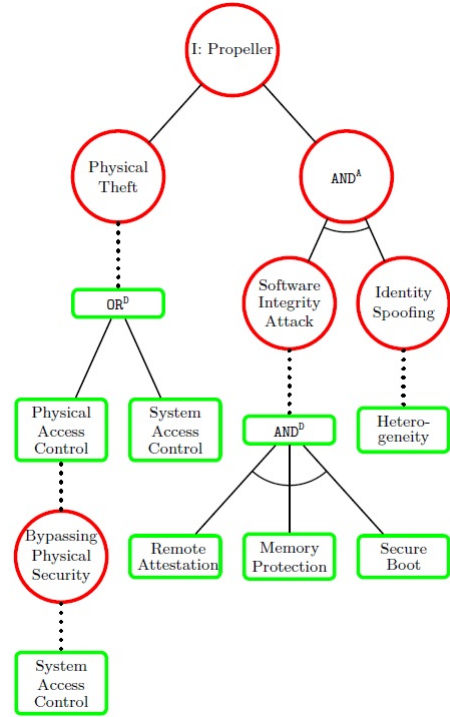 I: Propeller
Physical
Theft
AND^A
Software
Integrity
Attack
Identity
Spoofing
OR^D
Physical
Access
Control
System
Access
Control
AND^D
Hetero-
geneity
Bypassing
Physical
Security
Remote
Attestation
Memory
Protection
Secure
Boot
System
Access
Control